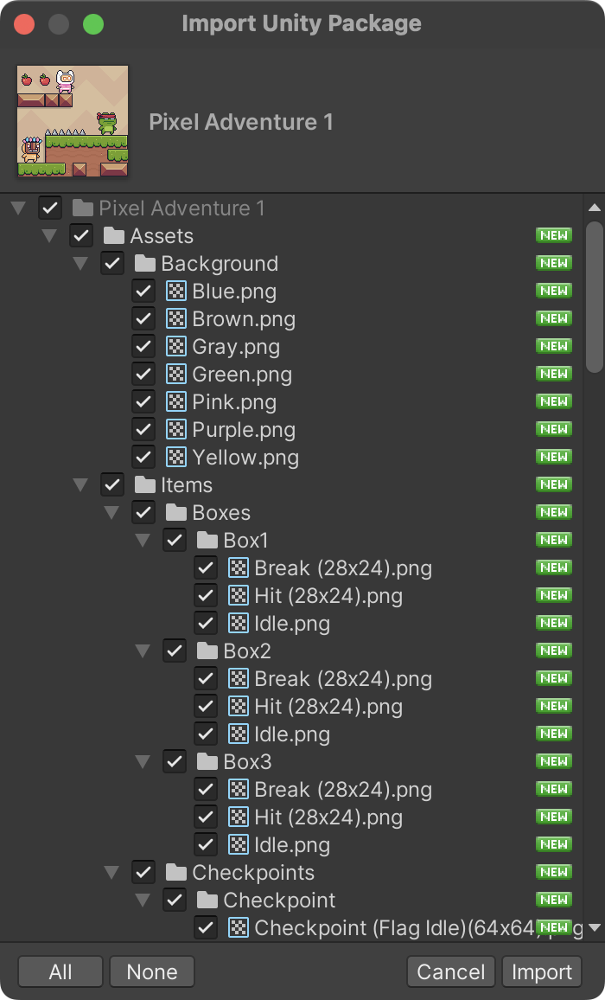 Import Unity Package
Pixel Adventure 1
Pixel Adventure 1
Assets NEW
Background NEW
Blue.png NEW
Brown.png NEW
Gray.png NEW
Green.png NEW
Pink.png NEW
Purple.png NEW
Yellow.png NEW
Items NEW
Boxes NEW
Box1 NEW
Break (28x24).png NEW
Hit (28x24).png NEW
Idle.png NEW
Box2 NEW
Break (28x24).png NEW
Hit (28x24).png NEW
Idle.png NEW
Box3 NEW
Break (28x24).png NEW
Hit (28x24).png NEW
Idle.png NEW
Checkpoints NEW
Checkpoint NEW
Checkpoint (Flag Idle)(64x64).png NEW
All None Cancel Import